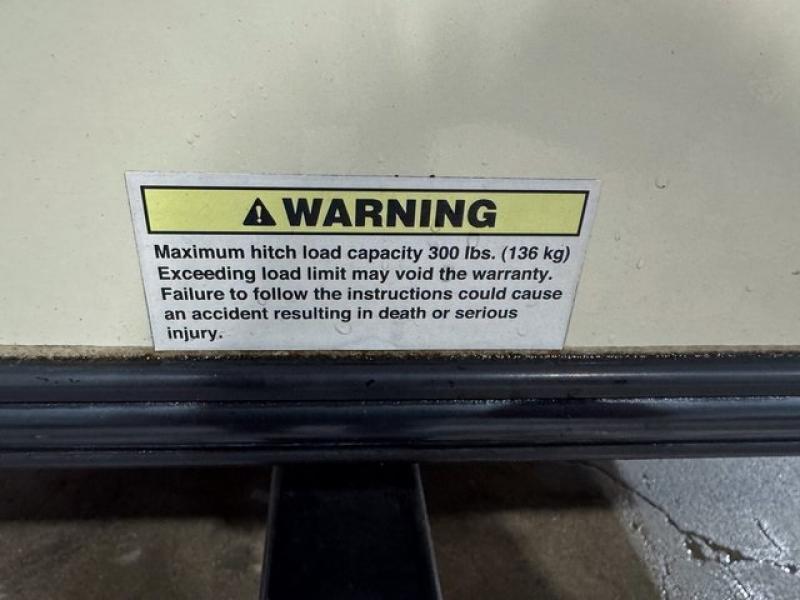 WARNING
Maximum hitch load capacity 300 lbs. (136 kg)
Exceeding load limit may void the warranty.
Failure to follow the instructions could cause
an accident resulting in death or serious
injury.